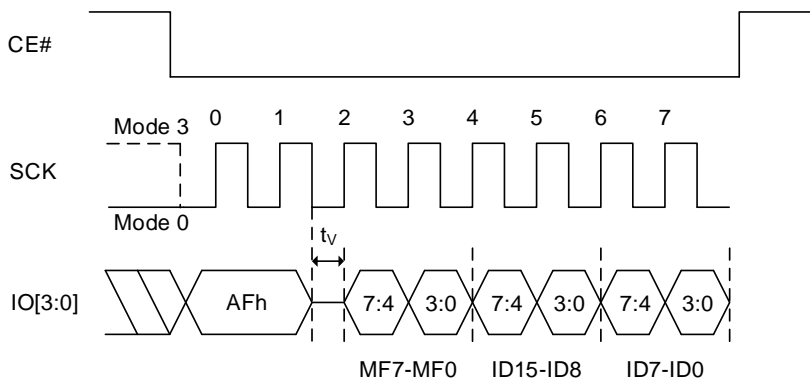 CE#
0 1 2 3 4 5 6 7
Mode 3
SCK
Mode 0
tV
IO[3:0] AFh 7:4 3:0 7:4 3:0 7:4 3:0
MF7-MF0 ID15-ID8 ID7-ID0